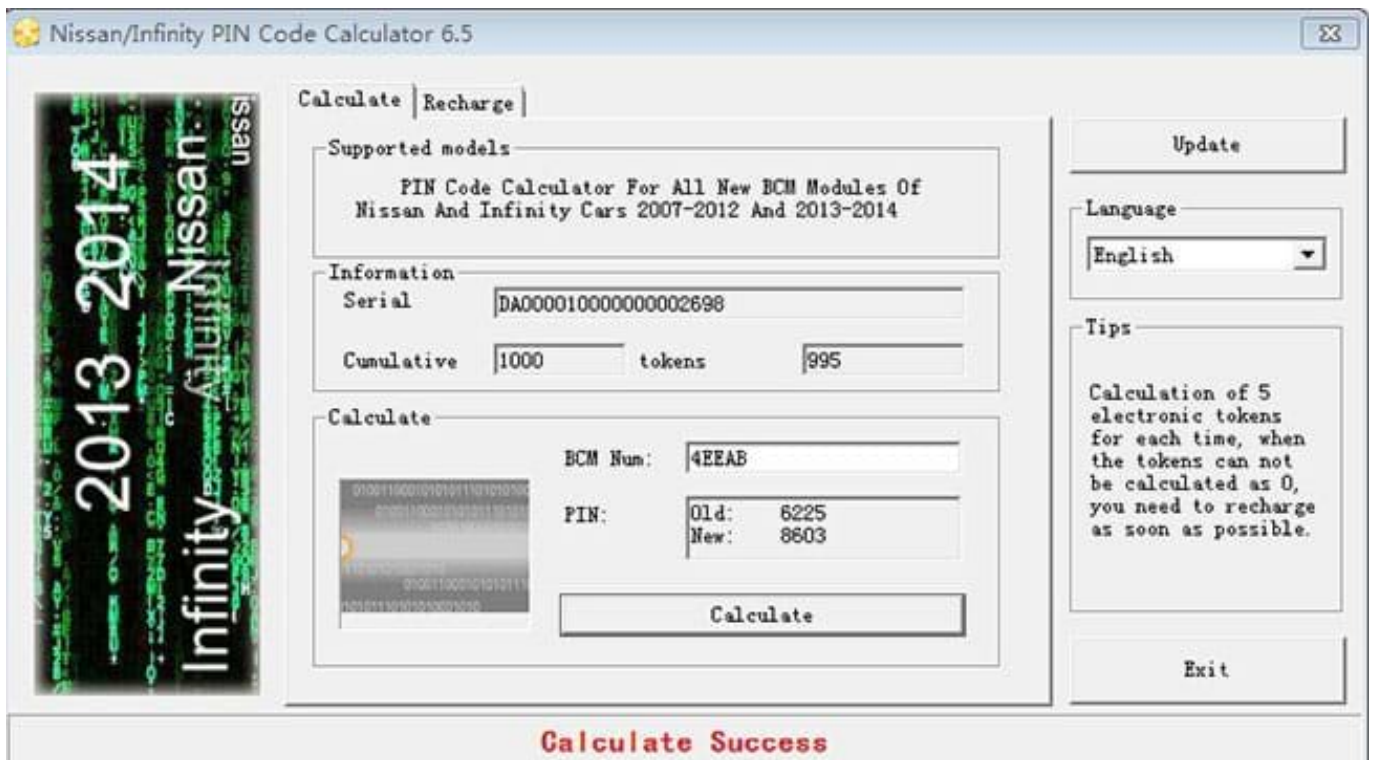 Nissan/Infinity PIN Code Calculator 6.5
2013 2014
Infinity
Nissan
Calculate
Recharge
Supported models
PIN Code Calculator For All New BCM Modules Of
Nissan And Infinity Cars 2007-2012 And 2013-2014
Information
Serial
DA0000100000000002698
Cumulative
1000
tokens
995
Calculate
BCM Num:
4EEAB
PIN:
Old: 6225
New: 8603
Calculate
Update
Language
English
Tips
Calculation of 5
electronic tokens
for each time, when
the tokens can not
be calculated as 0,
you need to recharge
as soon as possible.
Exit
Calculate Success